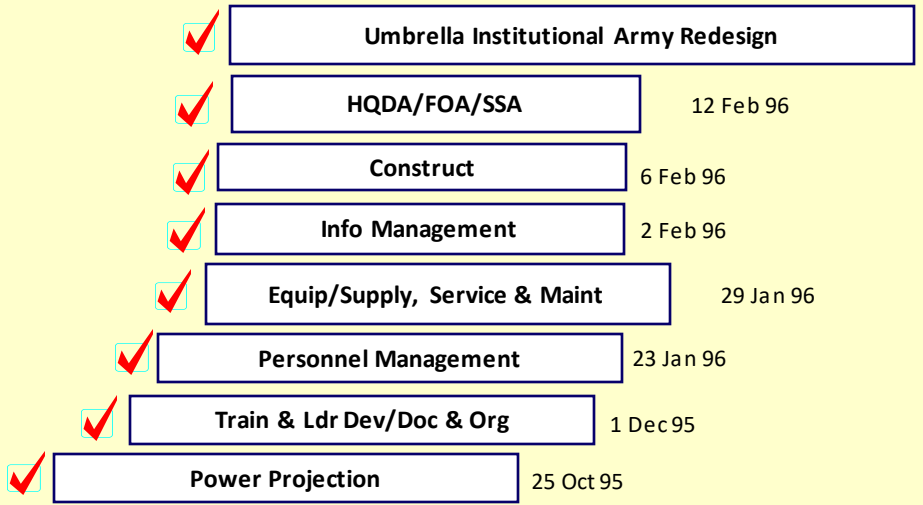 Umbrella Institutional Army Redesign
HQDA/FOA/SSA 12 Feb 96
Construct 6 Feb 96
Info Management 2 Feb 96
Equip/Supply, Service & Maint 29 Jan 96
Personnel Management 23 Jan 96
Train & Ldr Dev/Doc & Org 1 Dec 95
Power Projection 25 Oct 95